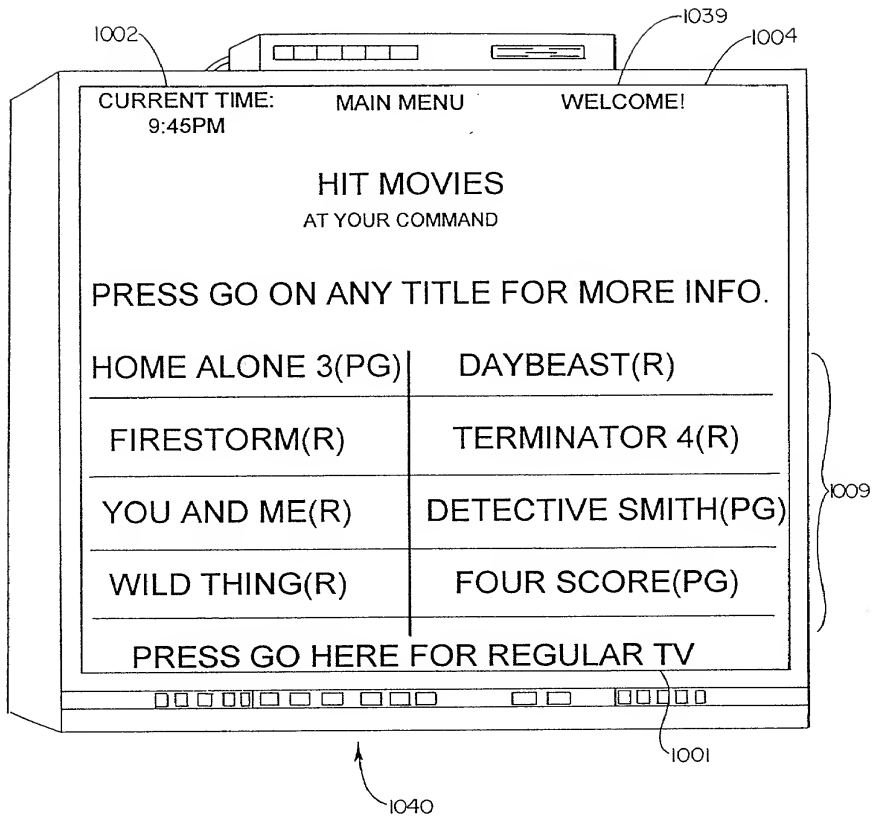 1039
1002
1004
CURRENT TIME: MAIN MENU WELCOME!
9:45PM
HIT MOVIES
AT YOUR COMMAND
PRESS GO ON ANY TITLE FOR MORE INFO.
HOME ALONE 3(PG) DAYBEAST(R)
FIRESTORM(R) TERMINATOR 4(R)
YOU AND ME(R) DETECTIVE SMITH(PG)
1009
WILD THING(R) FOUR SCORE(PG)
PRESS GO HERE FOR REGULAR TV
1001
1040